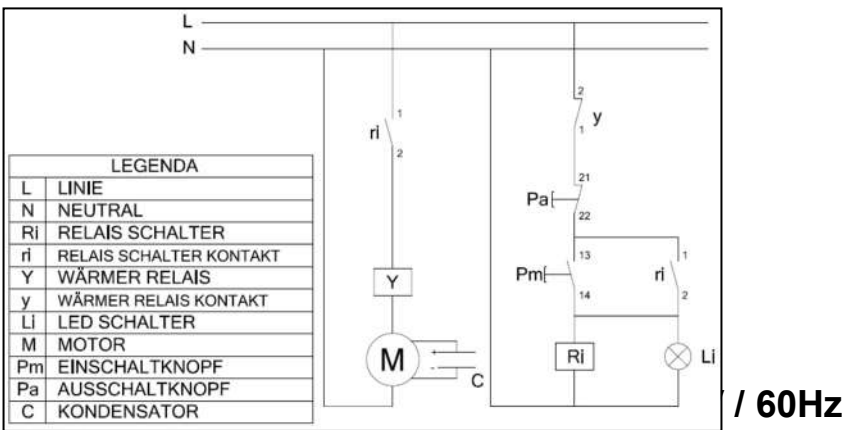 L
N
LEGENDA
L LINIE
N NEUTRAL
Ri RELAIS SCHALTER
ri RELAIS SCHALTER KONTAKT
Y WÄRMER RELAIS
y WÄRMER RELAIS KONTAKT
Li LED SCHALTER
M MOTOR
Pm EINSCHALTKNOPF
Pa AUSSCHALTKNOPF
C KONDENSATOR
1
ri
2
Y
M
C
2
y
1
21
Pa
22
13
Pm
14
1
ri
2
Ri
Li
/ 60Hz